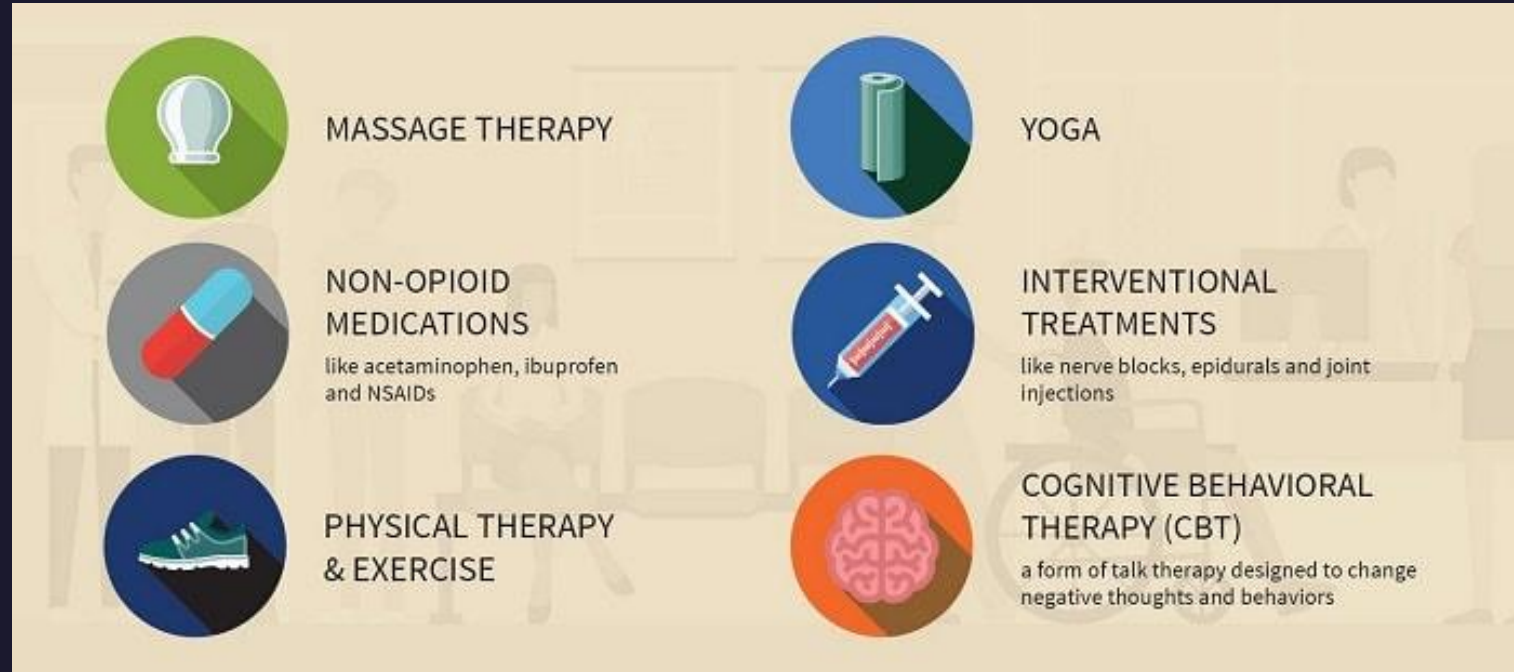 MASSAGE THERAPY
YOGA
NON-OPIOID
MEDICATIONS
like acetaminophen, ibuprofen
and NSAIDs
INTERVENTIONAL
TREATMENTS
like nerve blocks, epidurals and joint
injections
PHYSICAL THERAPY
& EXERCISE
COGNITIVE BEHAVIORAL
THERAPY (CBT)
a form of talk therapy designed to change
negative thoughts and behaviors